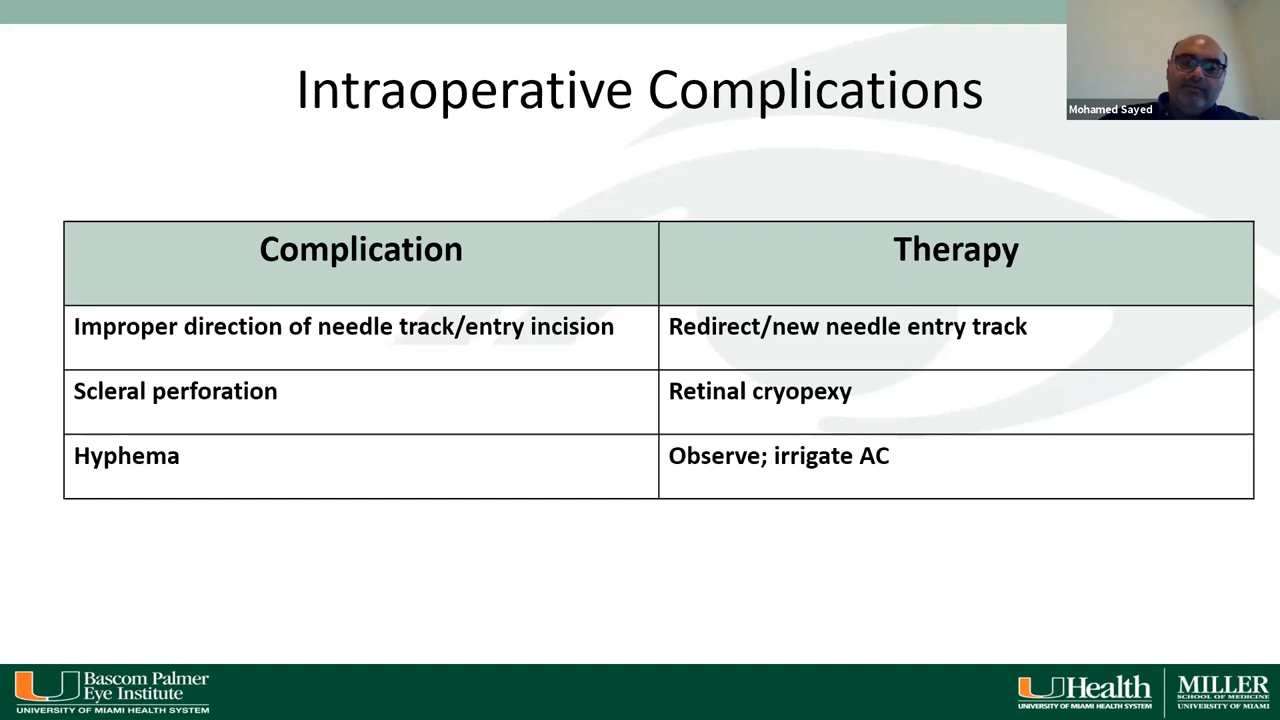 Intraoperative Complications
Mohamed Sayed
Complication
Therapy
Improper direction of needle track/entry incision
Redirect/new needle entry track
Scleral perforation
Retinal cryopexy
Hyphema
Observe; irrigate AC
Bascom Palmer
Eye Institute
UNIVERSITY OF MIAMI HEALTH SYSTEM
UHealth
UNIVERSITY OF MIAMI HEALTH SYSTEM
MILLER
SCHOOL OF MEDICINE
UNIVERSITY OF MIAMI